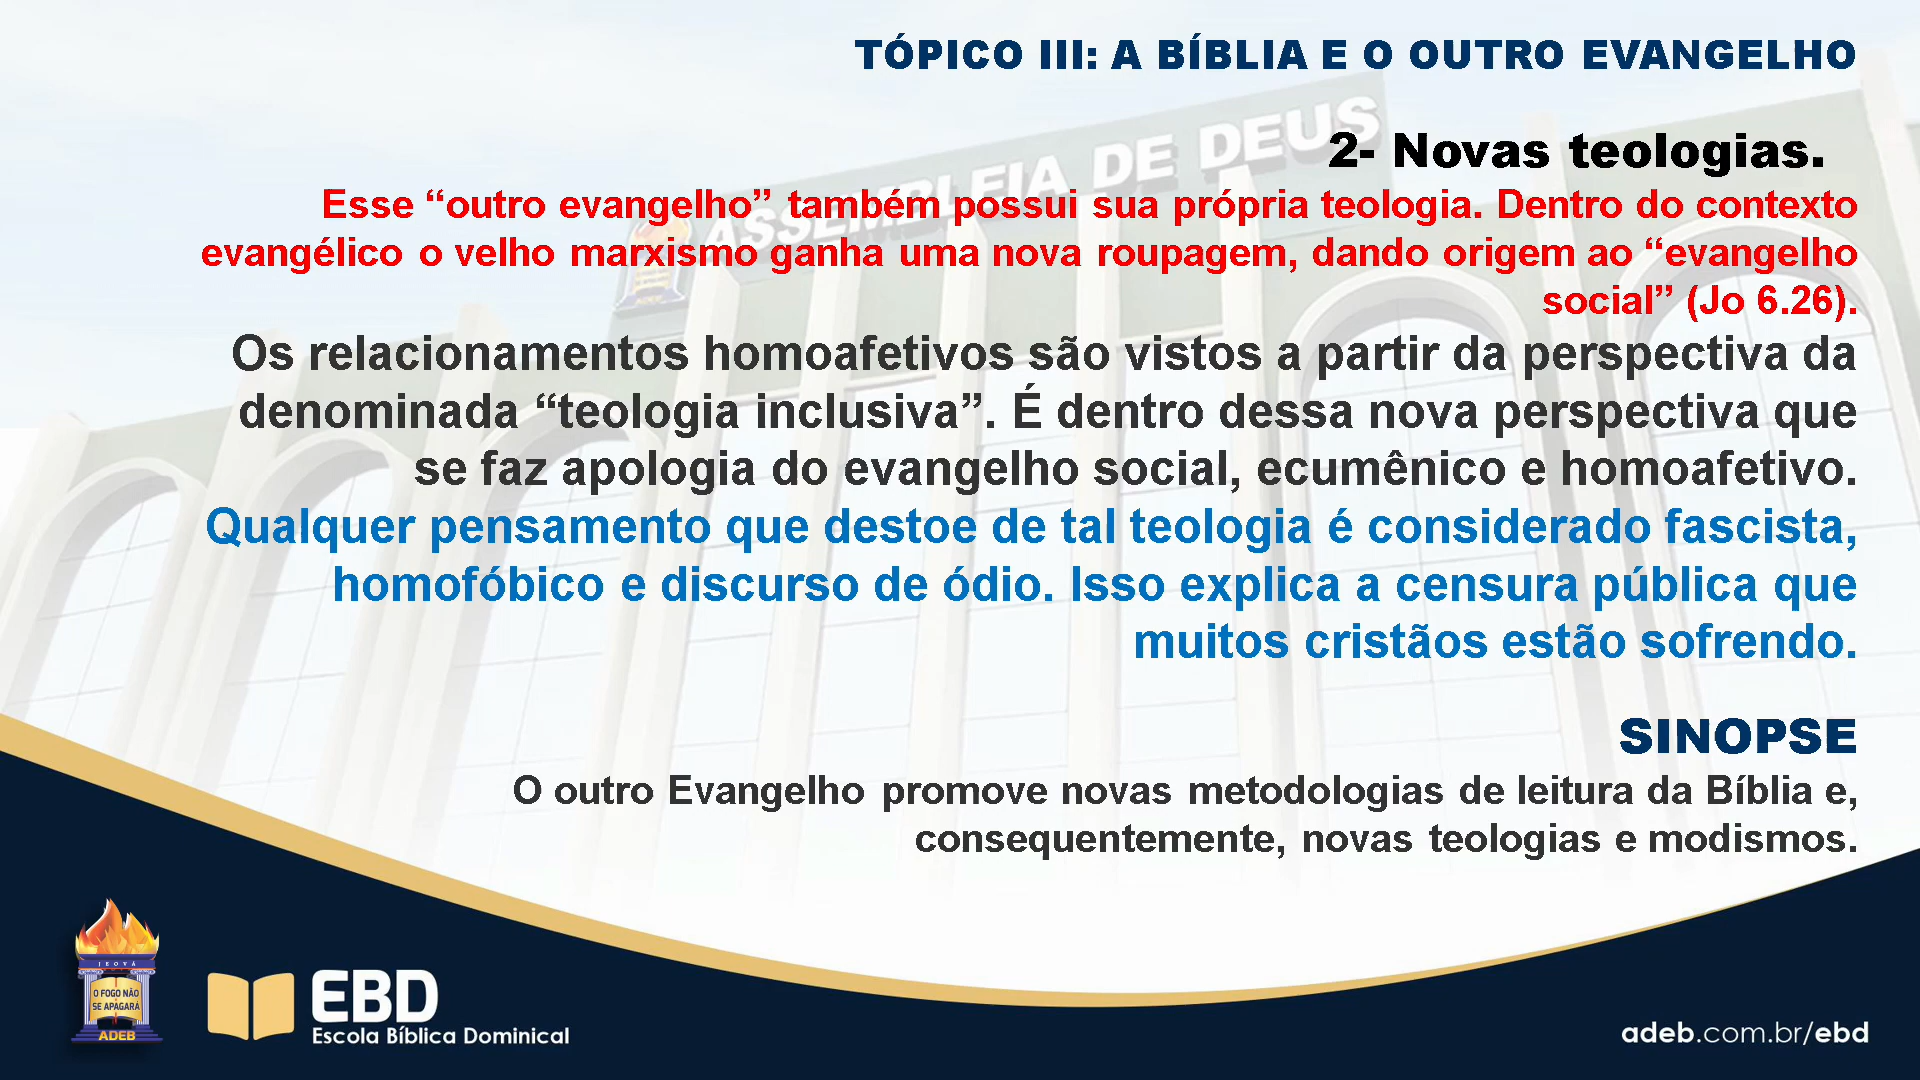 TÓPICO III: A BÍBLIA E O OUTRO EVANGELHO
ASSEMBLEIA DE DEUS
2- Novas teologias.
Esse “outro evangelho” também possui sua própria teologia. Dentro do contexto
evangélico o velho marxismo ganha uma nova roupagem, dando origem ao “evangelho
social” (Jo 6.26).
Os relacionamentos homoafetivos são vistos a partir da perspectiva da
denominada “teologia inclusiva”. É dentro dessa nova perspectiva que
se faz apologia do evangelho social, ecumênico e homoafetivo.
Qualquer pensamento que destoe de tal teologia é considerado fascista,
homofóbico e discurso de ódio. Isso explica a censura pública que
muitos cristãos estão sofrendo.
SINOPSE
O outro Evangelho promove novas metodologias de leitura da Bíblia e,
consequentemente, novas teologias e modismos.
JEOVÁ
O FOGO NÃO
SE APAGARÁ
ADEB
EBD
Escola Bíblica Dominical
adeb.com.br/ebd